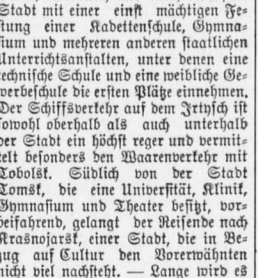 Stadt mit einer einst mächtigen Fe-
stung einer Kadettenschule, Gymna-
sium und mehreren anderen staatlichen
Unterrichtsanstalten, unter denen eine
technische Schule und eine weibliche Ge-
werbeschule die ersten Plätze einnehmen.
Der Schiffsverkehr auf dem Irtysch ist
sowohl oberhalb als auch unterhalb
der Stadt ein höchst reger und vermit-
telt besonders den Waarenverkehr mit
Tobolsk. Südlich von der Stadt
Tomsk, die eine Universität, Klinik,
Gymnasium und Theater besitzt, vor-
beifahrend, gelangt der Reisende nach
Krasnojarsk, einer Stadt, die in Be-
zug auf Cultur den Vorerwähnten
nicht viel nachsteht. — Lange wird es